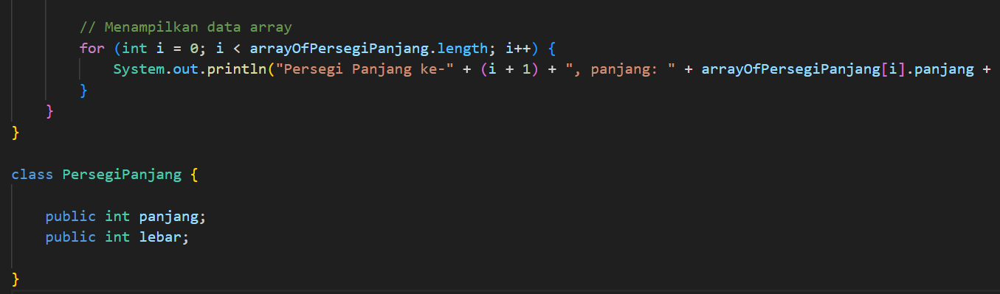 // Menampilkan data array
for (int i = 0; i < arrayOfPersegiPanjang.length; i++) {
System.out.println("Persegi Panjang ke-" + (i + 1) + ", panjang: " + arrayOfPersegiPanjang[i].panjang +
}
}
}
class PersegiPanjang {
public int panjang;
public int lebar;
}